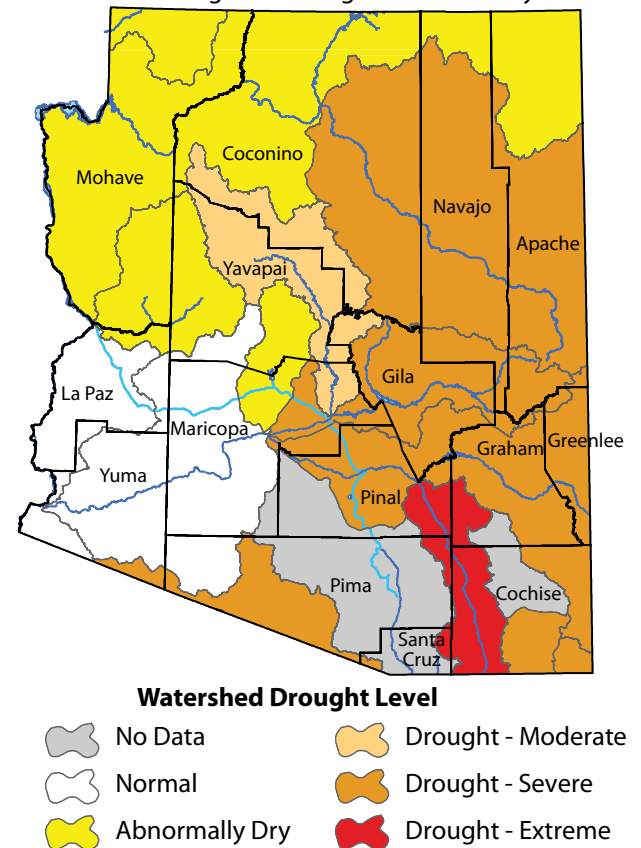 Coconino
Mohave
Navajo
Apache
Yavapai
Gila
La Paz
Maricopa
Graham
Greenlee
Yuma
Pinal
Pima
Cochise
Santa
Cruz
Watershed Drought Level
No Data
Drought - Moderate
Normal
Drought - Severe
Abnormally Dry
Drought - Extreme